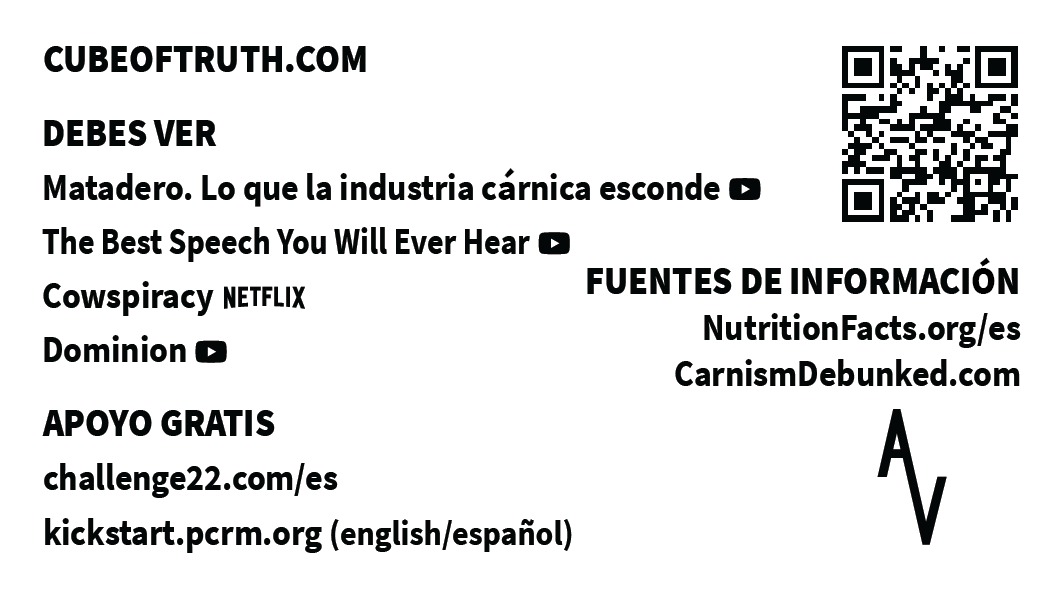 CUBEOFTRUTH.COM
DEBES VER
Matadero. Lo que la industria cárnica esconde
The Best Speech You Will Ever Hear
Cowspiracy NETFLIX
Dominion
APOYO GRATIS
challenge22.com/es
kickstart.pcrm.org (english/español)
FUENTES DE INFORMACIÓN
NutritionFacts.org/es
CarnismDebunked.com
AV